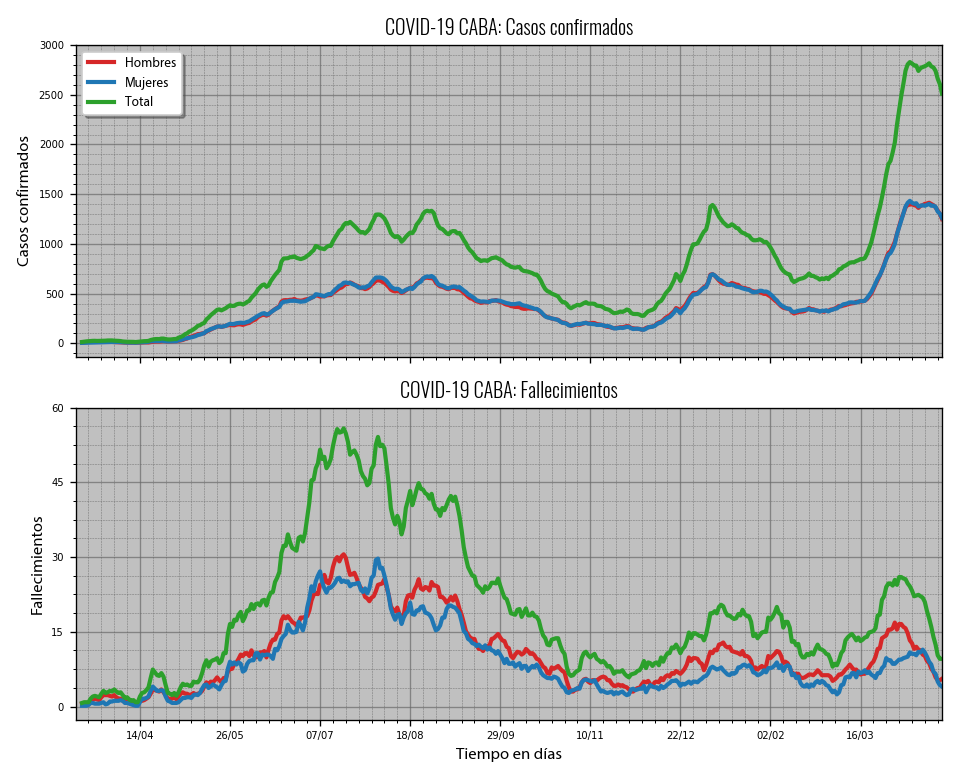 COVID-19 CABA: Casos confirmados
3000
2500
2000
1500
1000
500
0
Casos confirmados
Hombres
Mujeres
Total
COVID-19 CABA: Fallecimientos
60
45
30
15
0
Fallecimientos
14/04 26/05 07/07 18/08 29/09 10/11 22/12 02/02 16/03
Tiempo en días